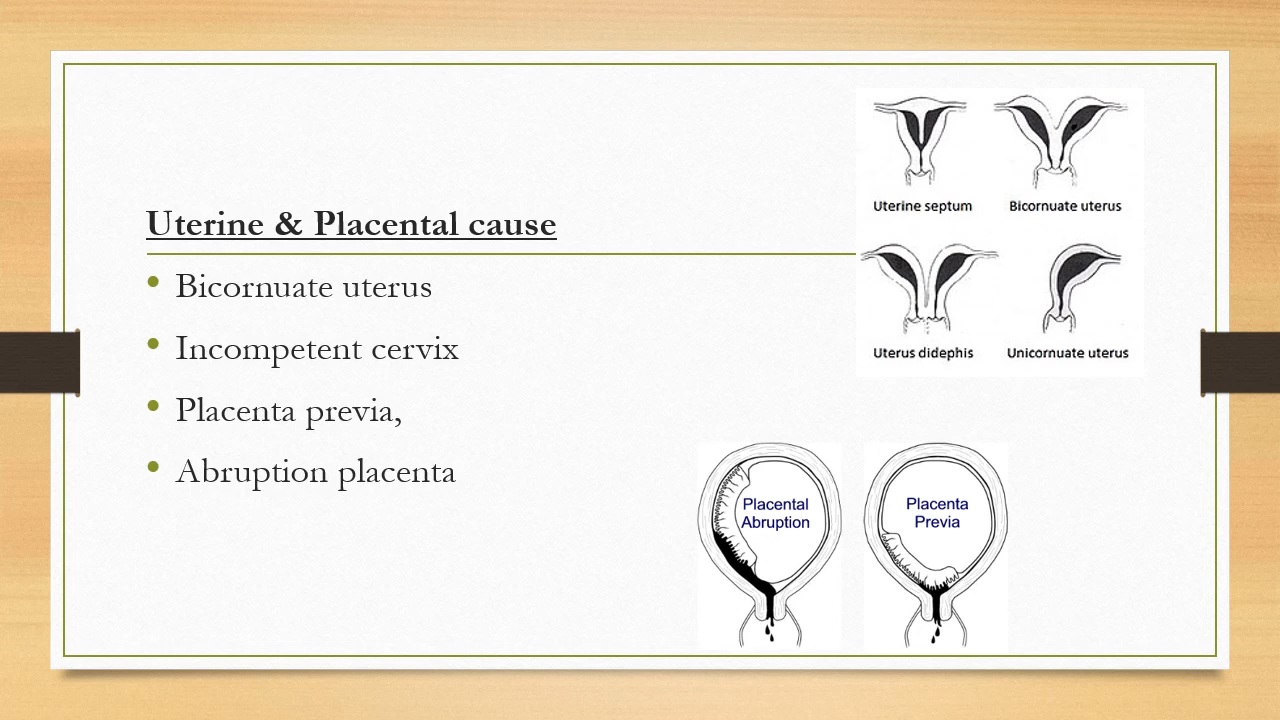 Uterine & Placental cause
• Bicornuate uterus
• Incompetent cervix
• Placenta previa,
• Abruption placenta
Uterine septum
Bicornuate uterus
Uterus didephis
Unicornuate uterus
Placental
Abruption
Placenta
Previa